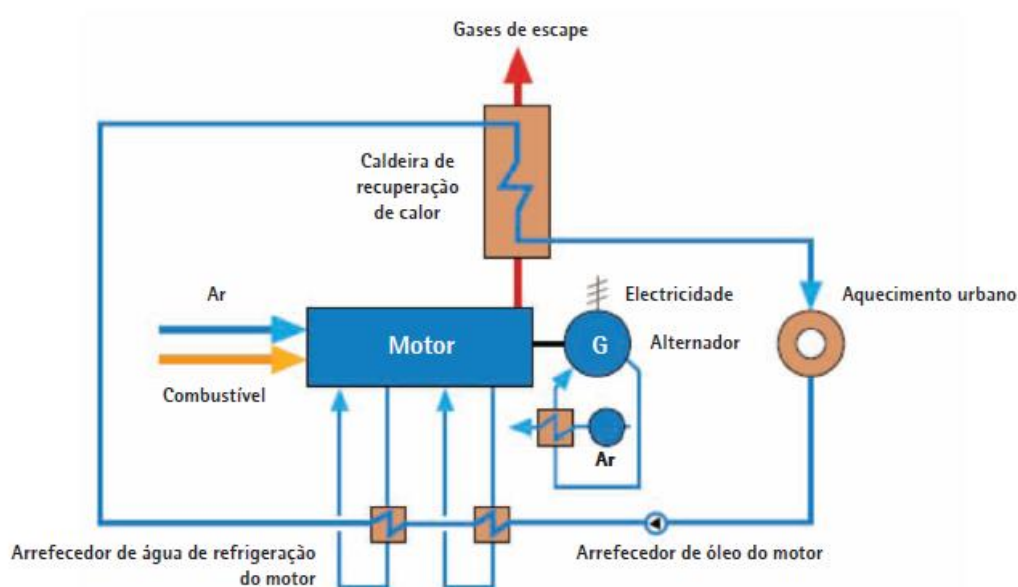 Gases de escape
Caldeira de
recuperação
de calor
Ar
Electricidade
Aquecimento urbano
Motor
G
Alternador
Combustível
Ar
Arrefecedor de água de refrigeração
do motor
Arrefecedor de óleo do motor